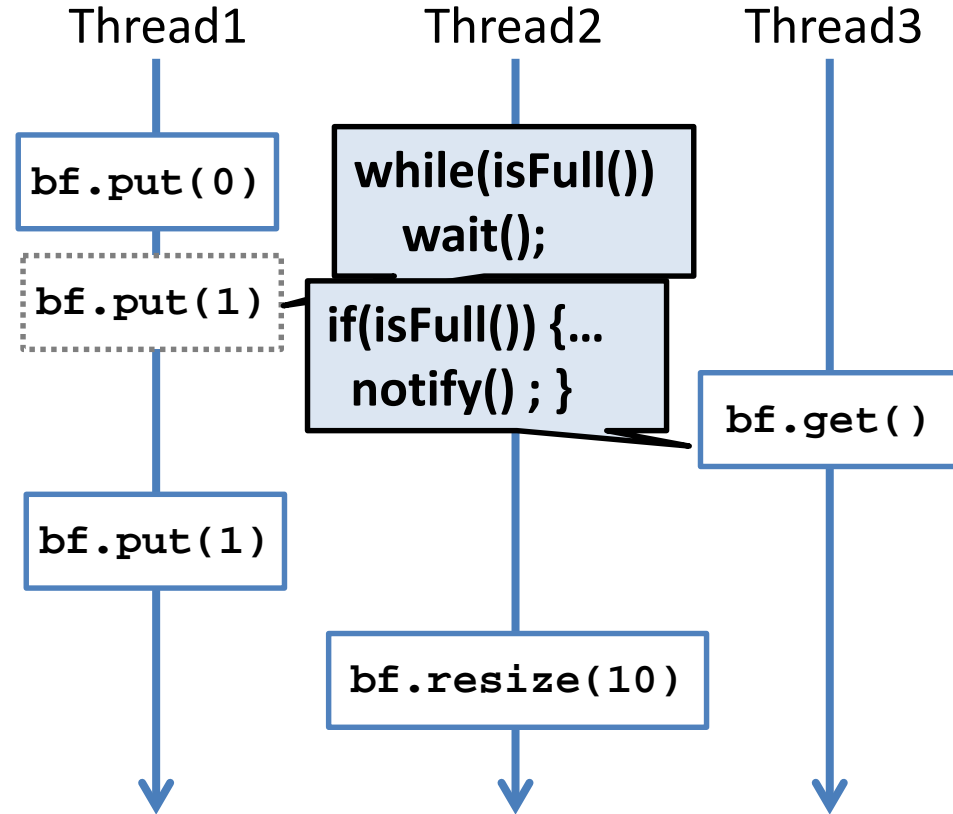 Thread1
Thread2
Thread3
bf.put(0)
while(isFull())
wait();
bf.put(1)
if(isFull()) {…
notify() ; }
bf.get()
bf.put(1)
bf.resize(10)